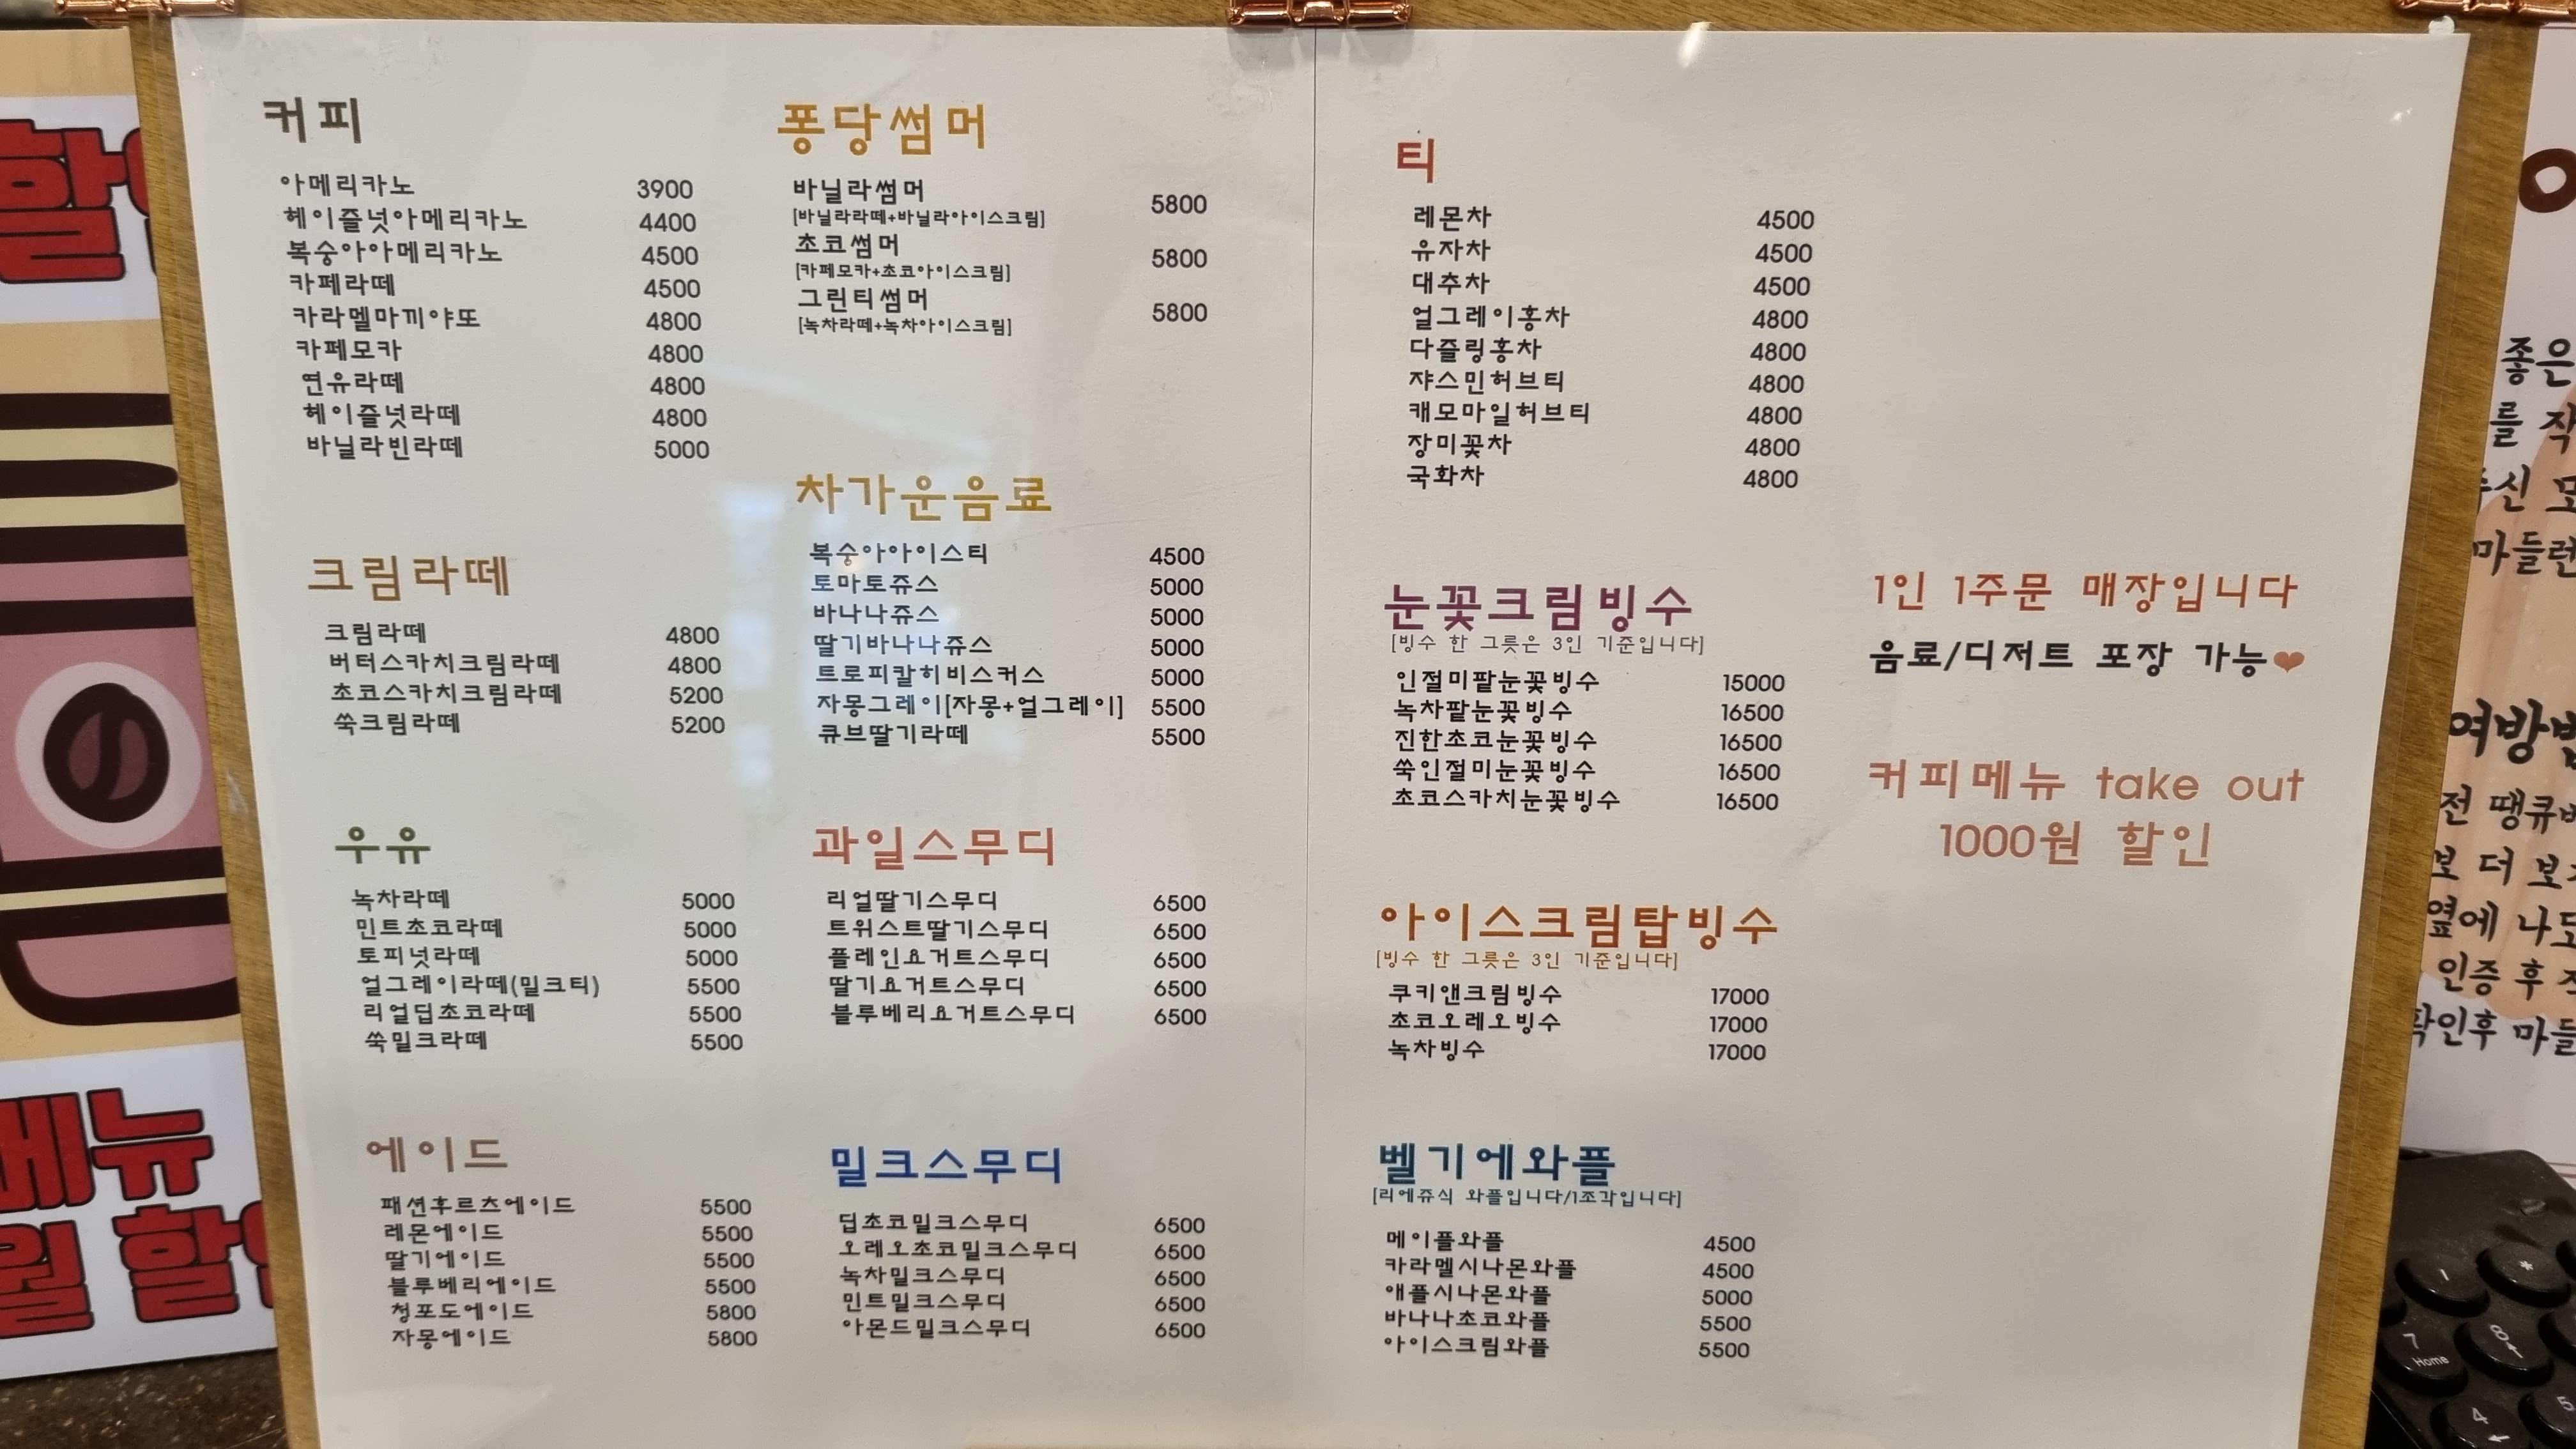 커피
아메리카노 3900
헤이즐넛아메리카노 4400
복숭아아메리카노 4500
카페라떼 4500
카라멜마끼야또 4800
카페모카 4800
연유라떼 4800
헤이즐넛라떼 4800
바닐라빈라떼 5000
크림라떼
크림라떼 4800
버터스카치크림라떼 4800
초코스카치크림라떼 5200
쑥크림라떼 5200
우유
녹차라떼 5000
민트초코라떼 5000
토피넛라떼 5000
얼그레이라떼(밀크티) 5500
리얼딥초코라떼 5500
쑥밀크라떼 5500
에이드
패션후르츠에이드 5500
레몬에이드 5500
딸기에이드 5500
블루베리에이드 5500
청포도에이드 5800
자몽에이드 5800
퐁당썸머
바닐라썸머 5800
[바닐라라떼+바닐라아이스크림]
초코썸머 5800
[카페모카+초코아이스크림]
그린티썸머 5800
[녹차라떼+녹차아이스크림]
차가운음료
복숭아아이스티 4500
토마토쥬스 5000
바나나쥬스 5000
딸기바나나쥬스 5000
트로피칼히비스커스 5000
자몽그레이[자몽+얼그레이] 5500
큐브딸기라떼 5500
과일스무디
리얼딸기스무디 6500
트위스트딸기스무디 6500
플레인요거트스무디 6500
딸기요거트스무디 6500
블루베리요거트스무디 6500
밀크스무디
딥초코밀크스무디 6500
오레오초코밀크스무디 6500
녹차밀크스무디 6500
민트밀크스무디 6500
아몬드밀크스무디 6500
티
레몬차 4500
유자차 4500
대추차 4500
얼그레이홍차 4800
다즐링홍차 4800
쟈스민허브티 4800
캐모마일허브티 4800
장미꽃차 4800
국화차 4800
눈꽃크림빙수
[빙수 한 그릇은 3인 기준입니다]
인절미팥눈꽃빙수 15000
녹차팥눈꽃빙수 16500
진한초코눈꽃빙수 16500
쑥인절미눈꽃빙수 16500
초코스카치눈꽃빙수 16500
아이스크림탑빙수
[빙수 한 그릇은 3인 기준입니다]
쿠키앤크림빙수 17000
초코오레오빙수 17000
녹차빙수 17000
벨기에와플
[리에쥬식 와플입니다/1조각입니다]
메이플와플 4500
카라멜시나몬와플 4500
애플시나몬와플 5000
바나나초코와플 5500
아이스크림와플 5500
1인 1주문 매장입니다
음료/디저트 포장 가능❤
커피메뉴 take out
1000원 할인
메뉴
좋은
를 작
마들렌
보 더 보
옆에
인증 후
확인후 마들
7
Home
8
4